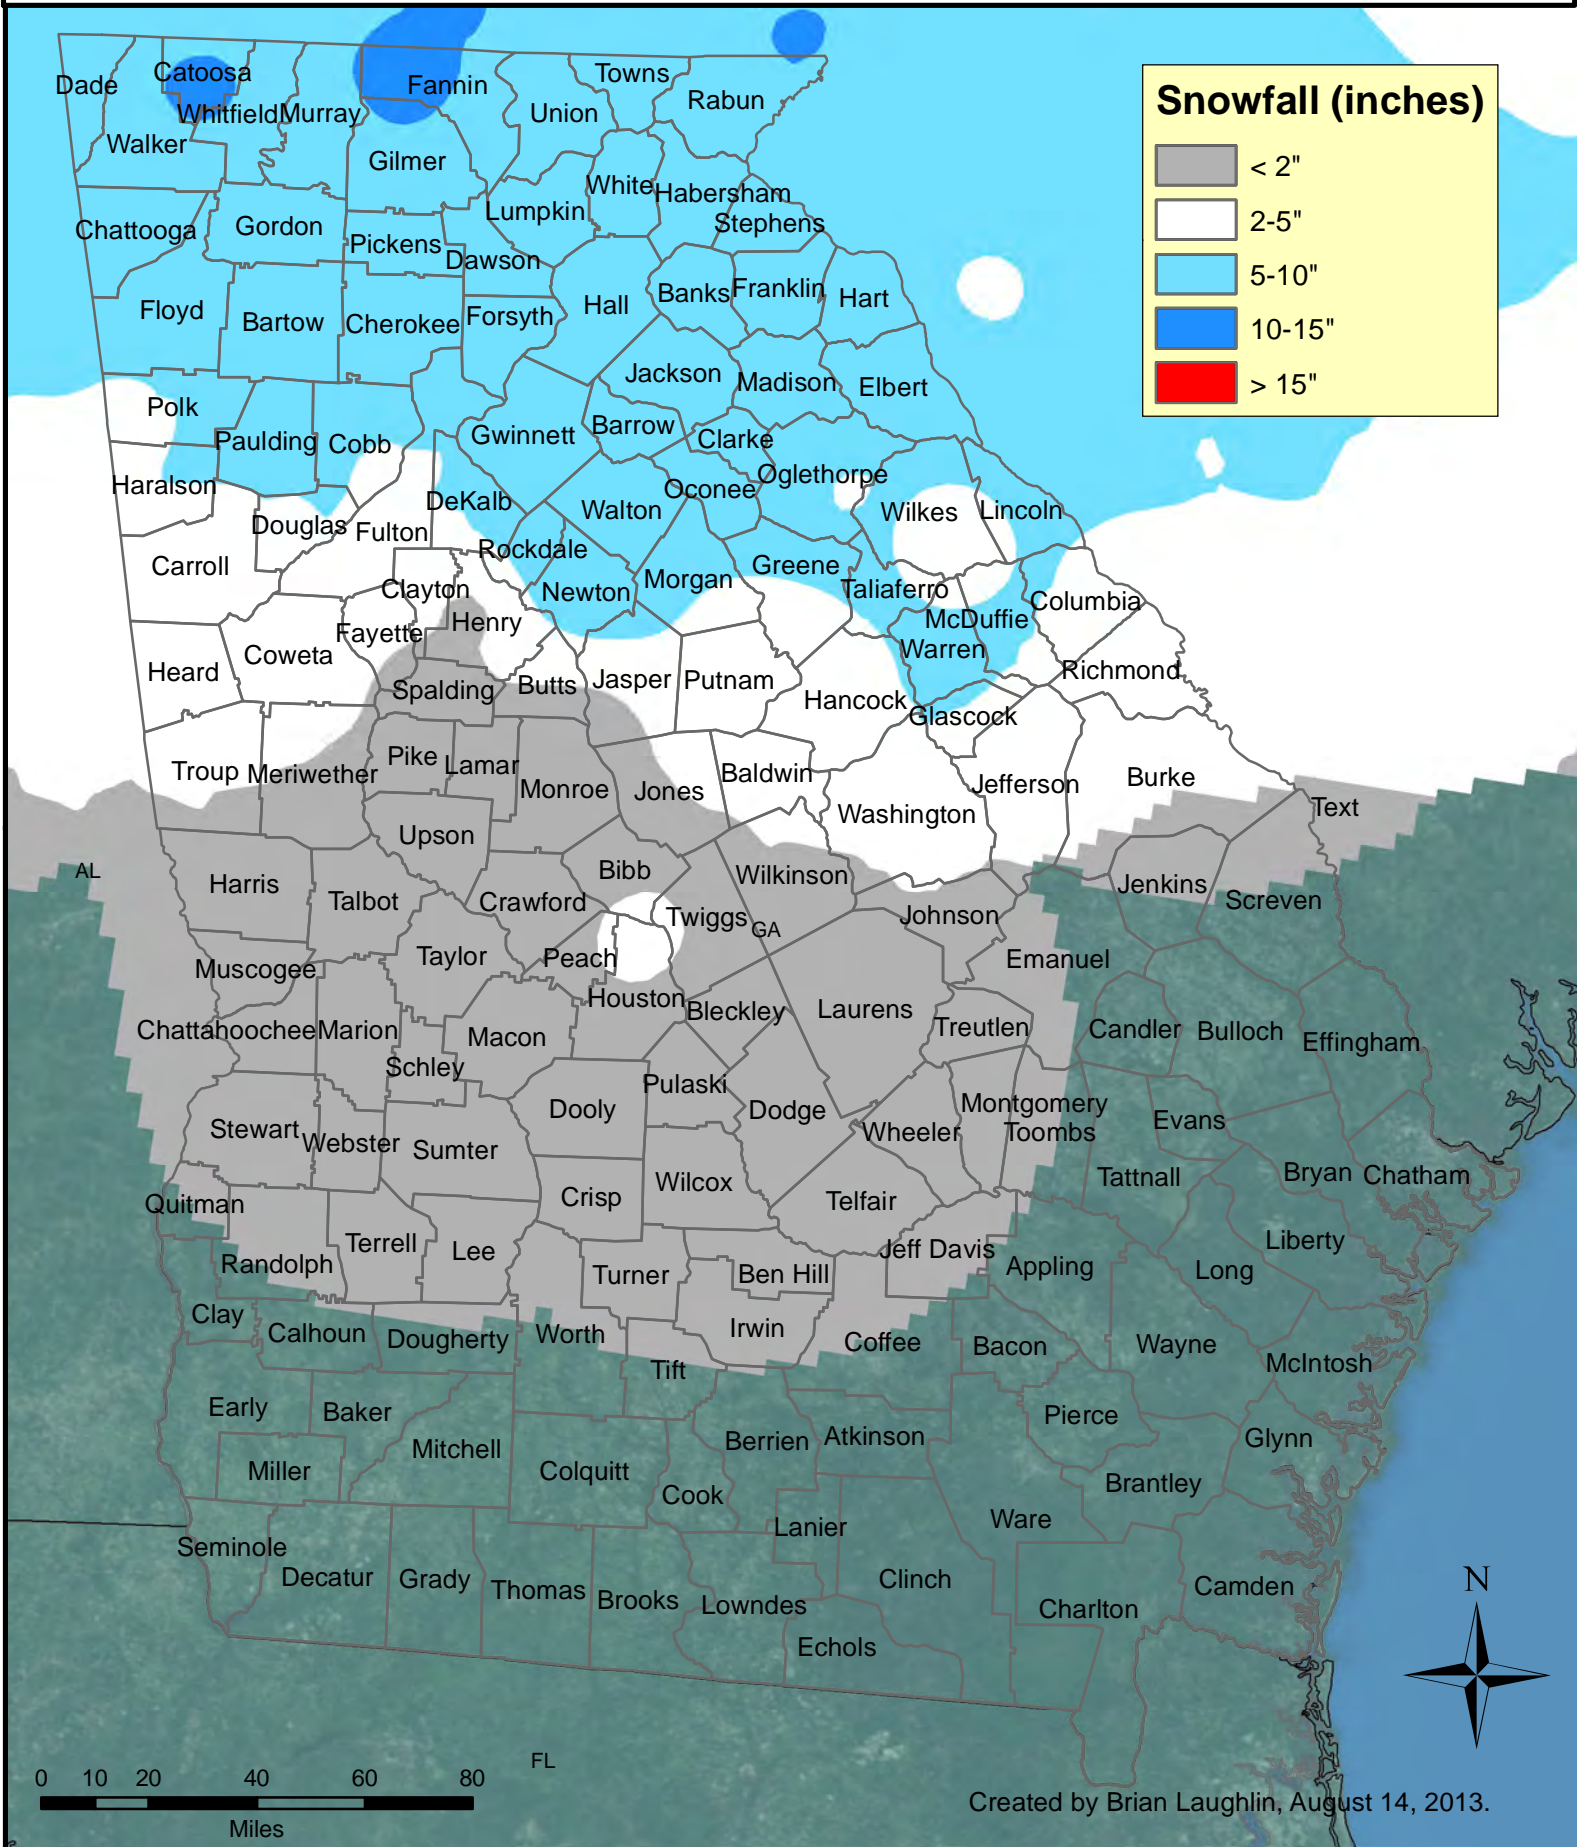 Snowfall (inches)
< 2"
2-5"
5-10"
10-15"
> 15"
Dade
Catoosa
Whitfield
Murray
Fannin
Towns
Union
Rabun
Walker
Gilmer
White
Habersham
Lumpkin
Stephens
Chattooga
Gordon
Pickens
Dawson
Floyd
Bartow
Cherokee
Forsyth
Hall
Banks
Franklin
Hart
Jackson
Madison
Elbert
Polk
Paulding
Cobb
Gwinnett
Barrow
Clarke
Oglethorpe
Haralson
DeKalb
Walton
Oconee
Wilkes
Lincoln
Douglas
Fulton
Rockdale
Carroll
Clayton
Newton
Morgan
Greene
Taliaferro
McDuffie
Columbia
Fayette
Henry
Warren
Heard
Coweta
Spalding
Butts
Jasper
Putnam
Hancock
Glascock
Richmond
Troup
Meriwether
Pike
Lamar
Monroe
Jones
Baldwin
Washington
Jefferson
Burke
Text
Upson
AL
Harris
Talbot
Crawford
Bibb
Wilkinson
Jenkins
Screven
Twiggs
GA
Johnson
Muscogee
Taylor
Peach
Emanuel
Houston
Bleckley
Laurens
Treutlen
Candler
Bulloch
Effingham
Chattahoochee
Marion
Macon
Schley
Pulaski
Dooly
Dodge
Montgomery
Wheeler
Toombs
Evans
Stewart
Webster
Sumter
Tattnall
Bryan
Chatham
Quitman
Crisp
Wilcox
Telfair
Randolph
Terrell
Lee
Turner
Ben Hill
Jeff Davis
Appling
Long
Liberty
Clay
Calhoun
Dougherty
Worth
Irwin
Coffee
Bacon
Wayne
McIntosh
Tift
Early
Baker
Mitchell
Berrien
Atkinson
Pierce
Glynn
Miller
Colquitt
Cook
Brantley
Lanier
Ware
Seminole
Decatur
Grady
Thomas
Brooks
Lowndes
Clinch
Charlton
Camden
Echols
N
FL
0 10 20 40 60 80
Miles
Created by Brian Laughlin, August 14, 2013.